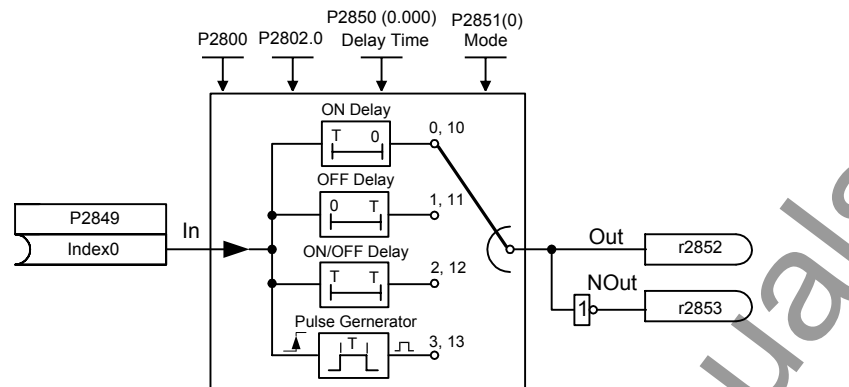 P2800
P2802.0
P2850 (0.000)
Delay Time
P2851(0)
Mode
ON Delay
T 0
0, 10
OFF Delay
0 T
1, 11
P2849
Index0
In
ON/OFF Delay
T T
2, 12
Out
r2852
NOut
1
r2853
Pulse Gernerator
T
3, 13